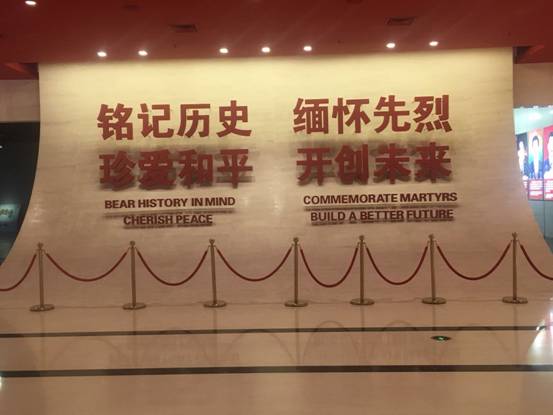 铭记历史 缅怀先烈
珍爱和平 开创未来
BEAR HISTORY IN MIND COMMEMORATE MARTYRS
CHERISH PEACE BUILD A BETTER FUTURE